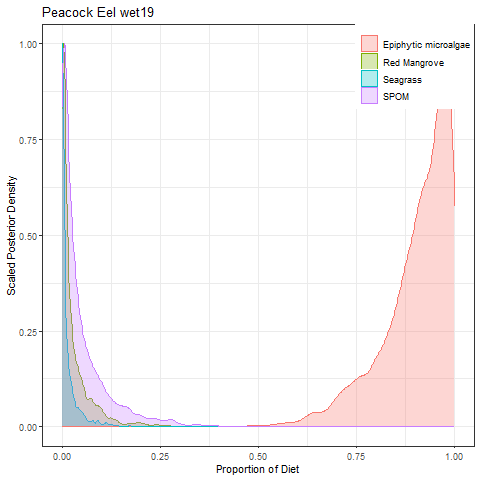 Peacock Eel wet19
Epiphytic microalgae
Red Mangrove
Seagrass
SPOM
Scaled Posterior Density
1.00
0.75
0.50
0.25
0.00
0.00 0.25 0.50 0.75 1.00
Proportion of Diet